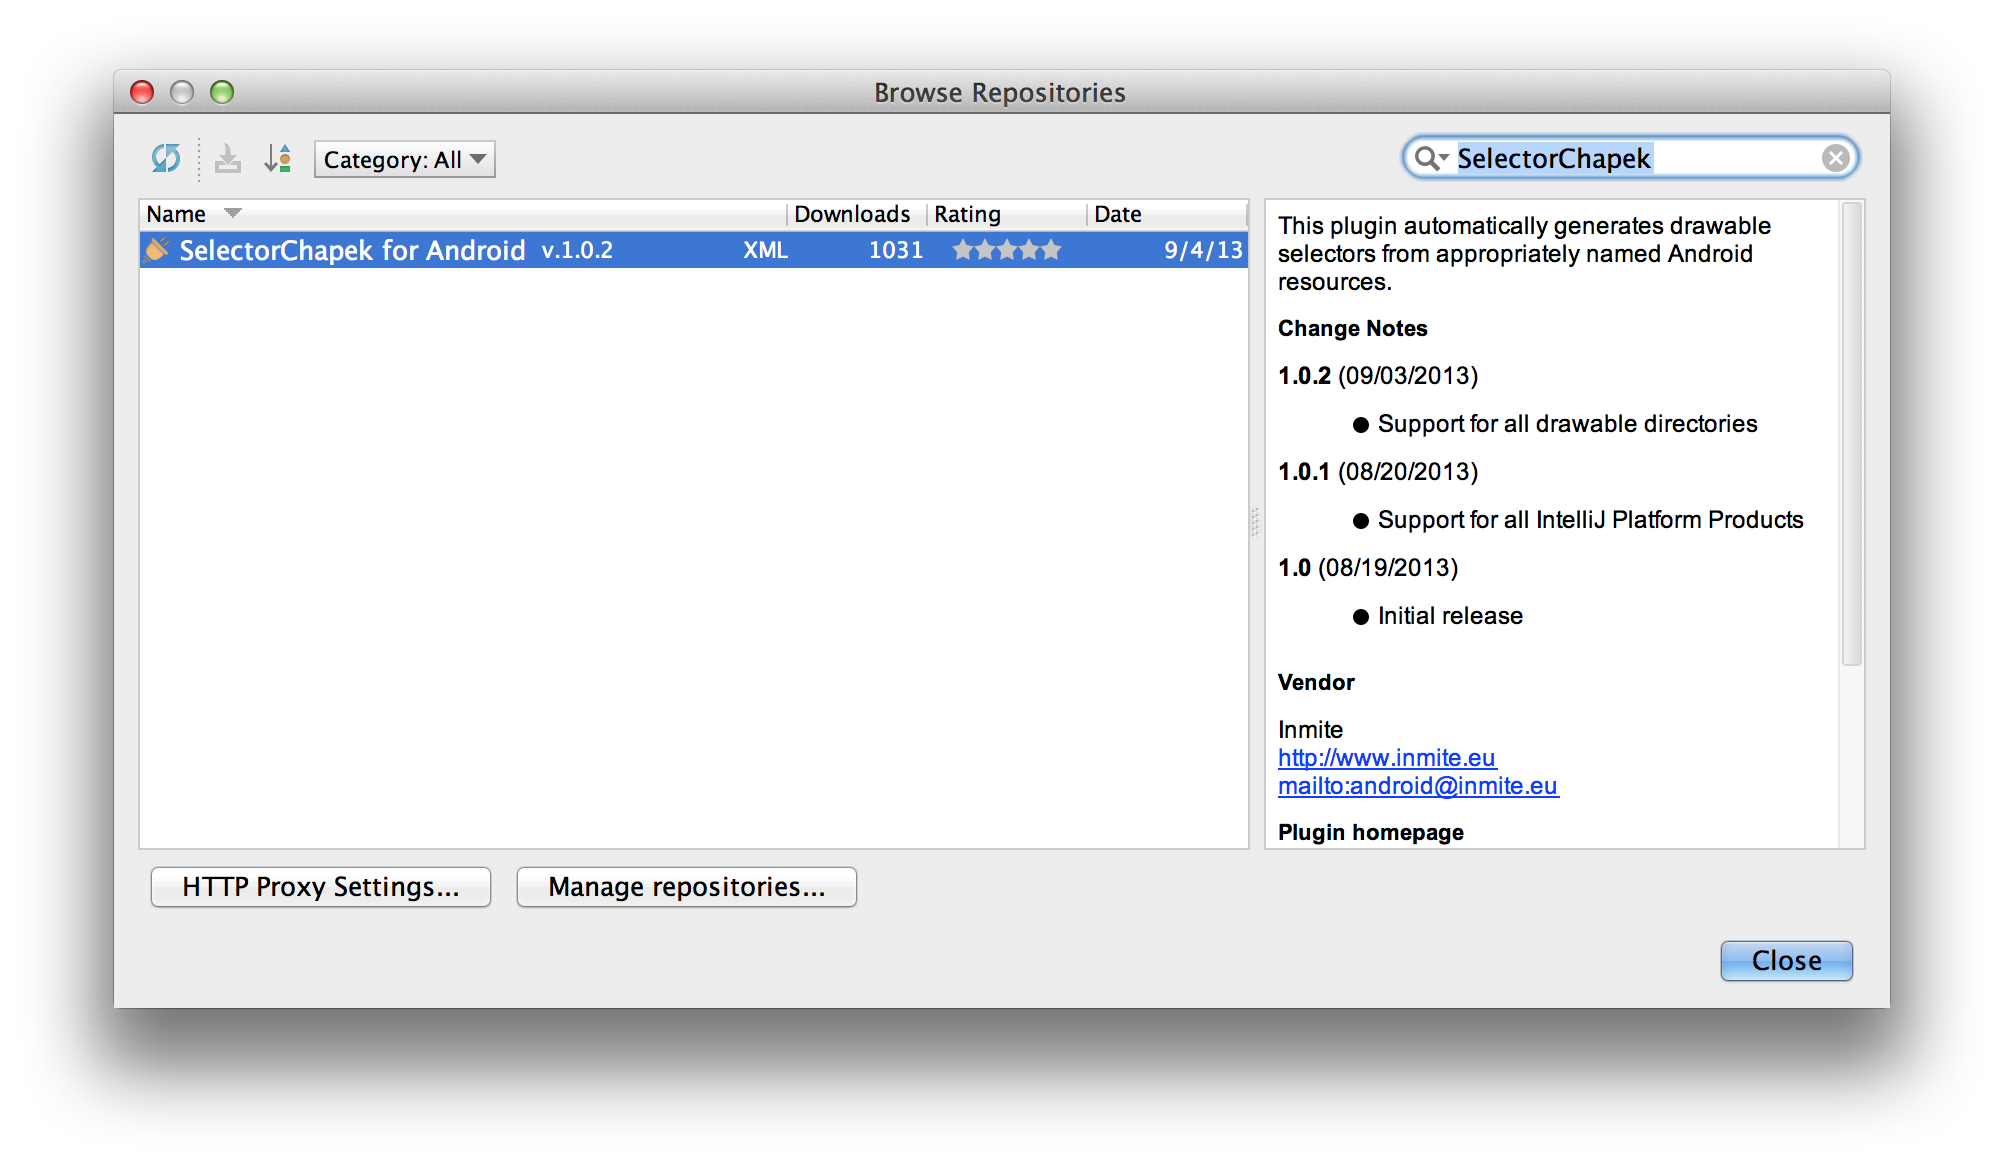 Browse Repositories
Category: All
SelectorChapek
Name Downloads Rating Date
SelectorChapek for Android v.1.0.2 XML 1031 9/4/13
This plugin automatically generates drawable
selectors from appropriately named Android
resources.
Change Notes
1.0.2 (09/03/2013)
● Support for all drawable directories
1.0.1 (08/20/2013)
● Support for all IntelliJ Platform Products
1.0 (08/19/2013)
● Initial release
Vendor
Inmite
http://www.inmite.eu
mailto:android@inmite.eu
Plugin homepage
HTTP Proxy Settings...
Manage repositories...
Close